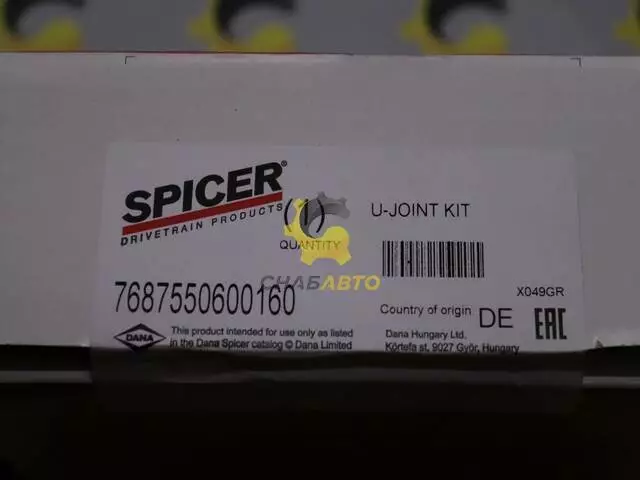 SPICER®
DRIVETRAIN PRODUCTS
(1)
QUANTITY
U-JOINT KIT
СНАБАВТО
7687550600160
X049GR
Country of origin DE
EAC
DANA
This product intended for use only as listed
in the Dana Spicer catalog © Dana Limited
Dana Hungary Ltd.
Körtefa st, 9027 Győr, Hungary